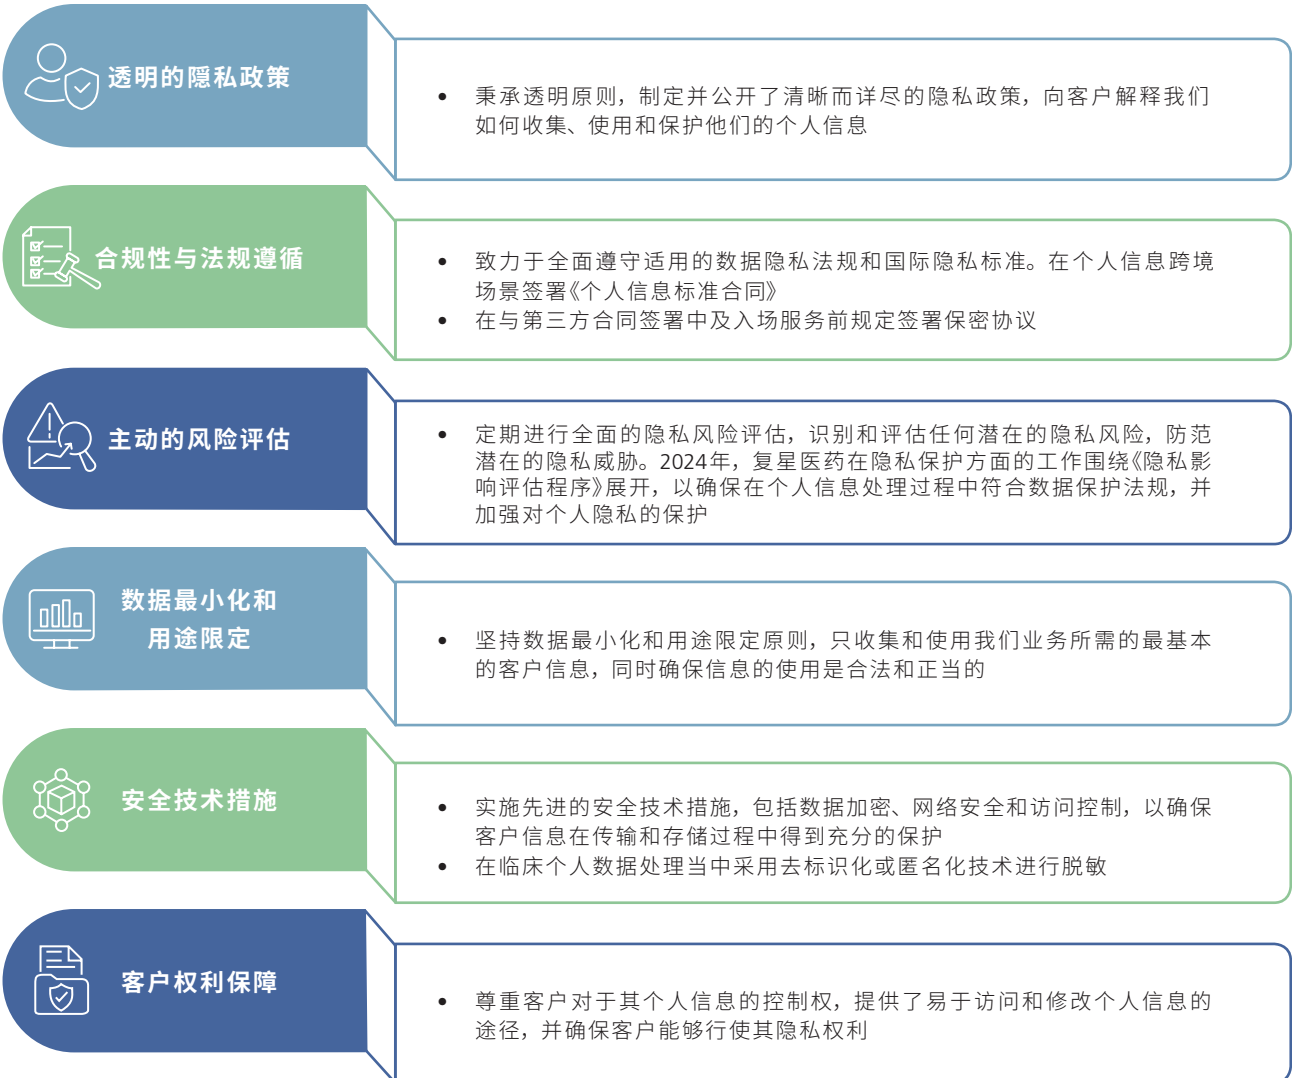 透明的隐私政策
• 秉承透明原则，制定并公开了清晰而详尽的隐私政策，向客户解释我们
如何收集、使用和保护他们的个人信息
合规性与法规遵循
• 致力于全面遵守适用的数据隐私法规和国际隐私标准。在个人信息跨境
场景签署《个人信息标准合同》
• 在与第三方合同签署中及入场服务前规定签署保密协议
主动的风险评估
• 定期进行全面的隐私风险评估，识别和评估任何潜在的隐私风险，防范
潜在的隐私威胁。2024年，复星医药在隐私保护方面的工作围绕《隐私影
响评估程序》展开，以确保在个人信息处理过程中符合数据保护法规，并
加强对个人隐私的保护
数据最小化和
用途限定
• 坚持数据最小化和用途限定原则，只收集和使用我们业务所需的最基本
的客户信息，同时确保信息的使用是合法和正当的
安全技术措施
• 实施先进的安全技术措施，包括数据加密、网络安全和访问控制，以确保
客户信息在传输和存储过程中得到充分的保护
• 在临床个人数据处理当中采用去标识化或匿名化技术进行脱敏
客户权利保障
• 尊重客户对于其个人信息的控制权，提供了易于访问和修改个人信息的
途径，并确保客户能够行使其隐私权利